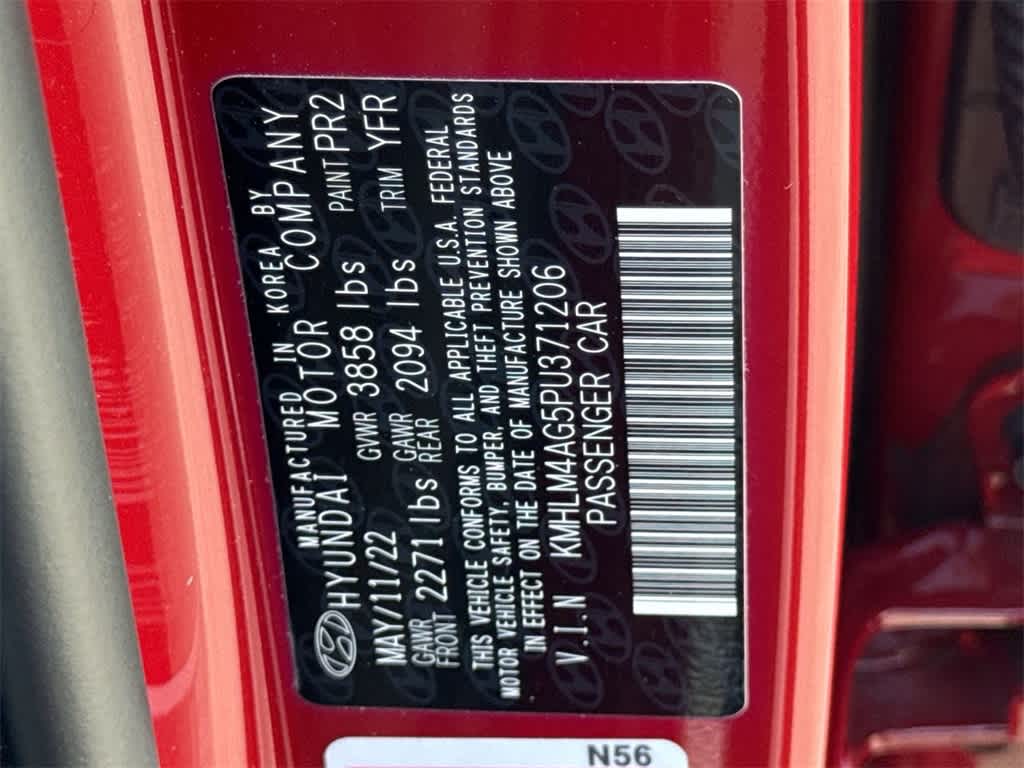 MANUFACTURED IN KOREA BY
HYUNDAI MOTOR COMPANY
MAY/11/22 GVWR 3858 lbs PAINT PR2
GAWR FRONT 2271 lbs GAWR REAR 2094 lbs TRIM YFR
THIS VEHICLE CONFORMS TO ALL APPLICABLE U.S.A. FEDERAL
MOTOR VEHICLE SAFETY, BUMPER, AND THEFT PREVENTION STANDARDS
IN EFFECT ON THE DATE OF MANUFACTURE SHOWN ABOVE
V.I.N KMHLM4AG5PU371206
PASSENGER CAR
N56